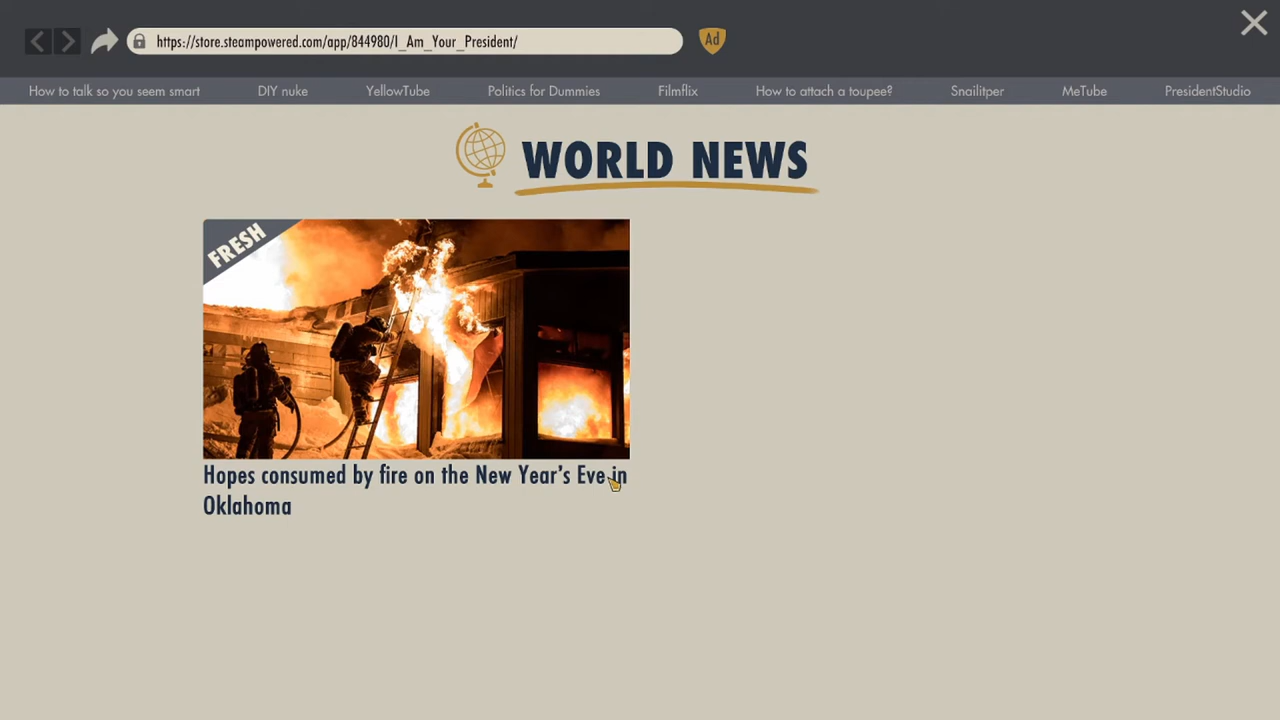 https://store.steampowered.com/app/844980/I_Am_Your_President/
Ad
How to talk so you seem smart
DIY nuke
YellowTube
Politics for Dummies
Filmflix
How to attach a toupee?
Snailitper
MeTube
PresidentStudio
WORLD NEWS
FRESH
Hopes consumed by fire on the New Year's Eve in
Oklahoma